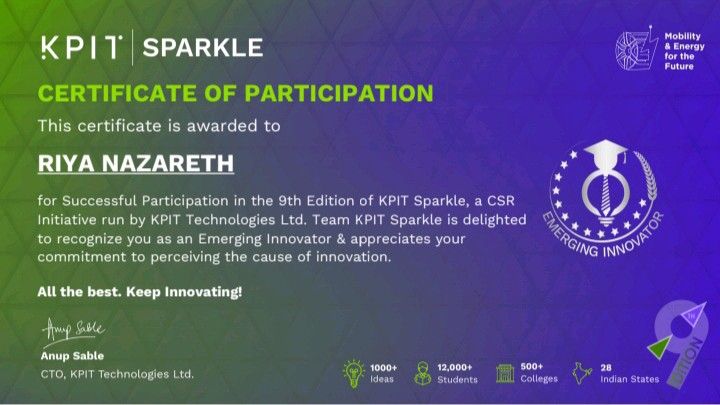 KPIT | SPARKLE
Mobility
& Energy
for the
Future
CERTIFICATE OF PARTICIPATION
This certificate is awarded to
RIYA NAZARETH
for Successful Participation in the 9th Edition of KPIT Sparkle, a CSR
Initiative run by KPIT Technologies Ltd. Team KPIT Sparkle is delighted
to recognize you as an Emerging Innovator & appreciates your
commitment to perceiving the cause of innovation.
EMERGING INNOVATOR
All the best. Keep Innovating!
Anup Sable
Anup Sable
CTO, KPIT Technologies Ltd.
1000+
Ideas
12,000+
Students
500+
Colleges
28
Indian States
9TH
EDITION